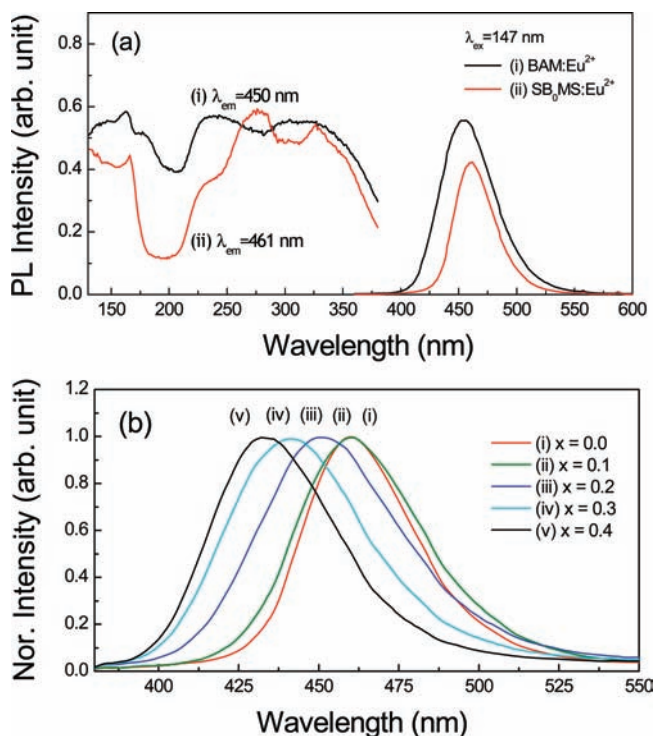 (a)
λex=147 nm
(i) BAM:Eu²⁺
(ii) SB₀MS:Eu²⁺
(i) λem=450 nm
(ii) λem=461 nm
PL Intensity (arb. unit)
0.8
0.6
0.4
0.2
0.0
150 200 250 300 350 400 450 500 550 600
Wavelength (nm)
(b)
(v) (iv) (iii) (ii) (i)
(i) x = 0.0
(ii) x = 0.1
(iii) x = 0.2
(iv) x = 0.3
(v) x = 0.4
Nor. Intensity (arb. unit)
1.2
1.0
0.8
0.6
0.4
0.2
0.0
400 425 450 475 500 525 550
Wavelength (nm)